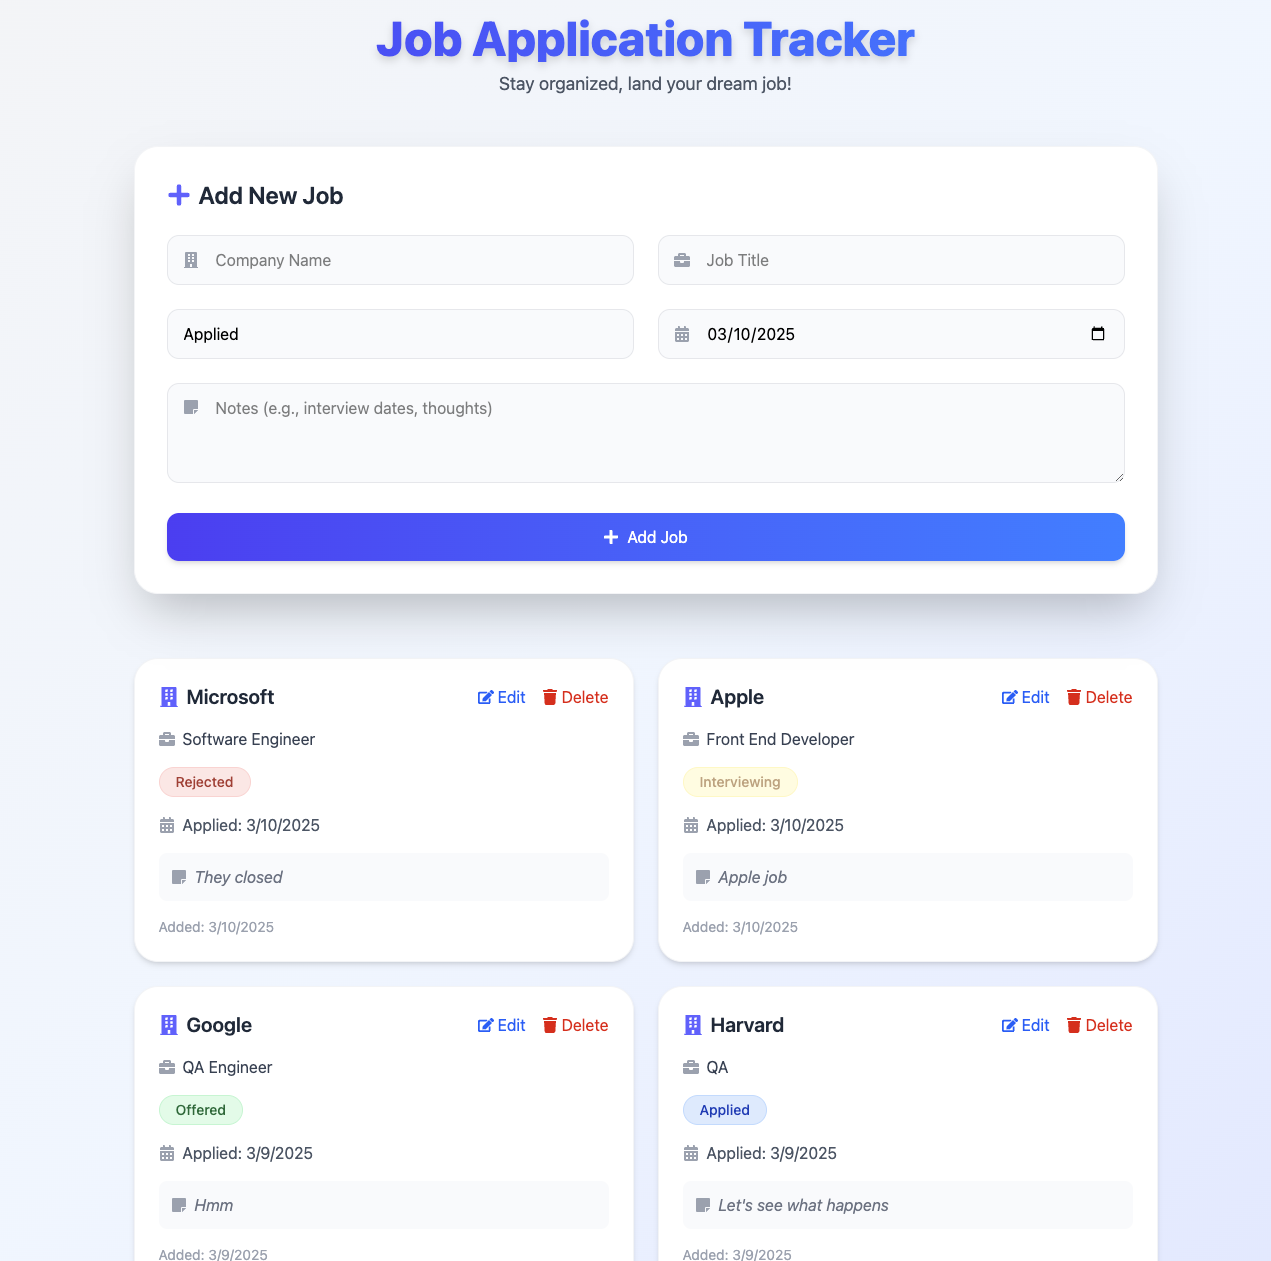 Job Application Tracker
Stay organized, land your dream job!
Add New Job
Company Name
Job Title
Applied
03/10/2025
Notes (e.g., interview dates, thoughts)
Add Job
Microsoft
Edit
Delete
Software Engineer
Rejected
Applied: 3/10/2025
They closed
Added: 3/10/2025
Apple
Edit
Delete
Front End Developer
Interviewing
Applied: 3/10/2025
Apple job
Added: 3/10/2025
Google
Edit
Delete
QA Engineer
Offered
Applied: 3/9/2025
Hmm
Added: 3/9/2025
Harvard
Edit
Delete
QA
Applied
Applied: 3/9/2025
Let's see what happens
Added: 3/9/2025